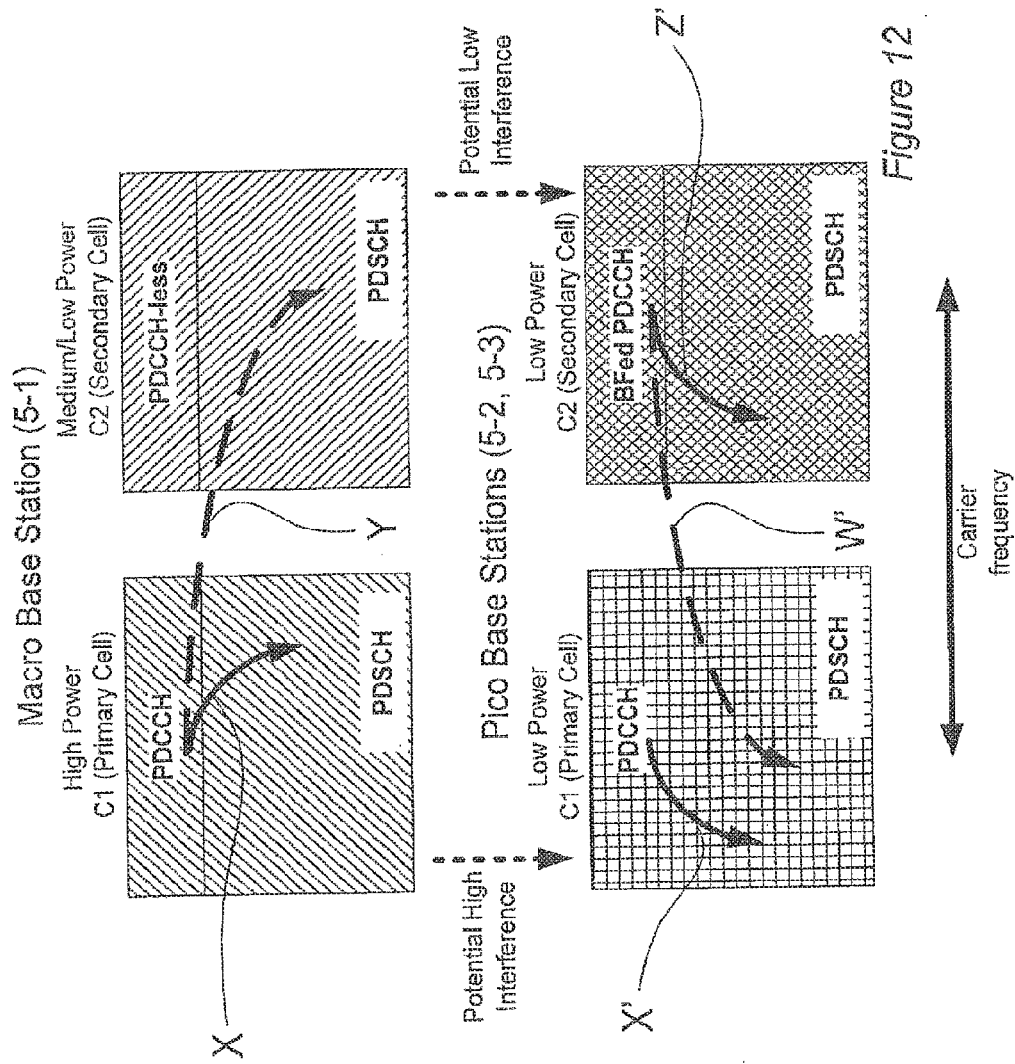 Macro Base Station (5-1)
High Power
C1 (Primary Cell)
Medium/Low Power
C2 (Secondary Cell)
PDCCH
PDCCH-less
PDSCH
PDSCH
X
Y
Potential High
Interference
Potential Low
Interference
Pico Base Stations (5-2, 5-3)
Low Power
C1 (Primary Cell)
Low Power
C2 (Secondary Cell)
PDCCH
BFed PDCCH
PDSCH
PDSCH
X'
W'
Z'
Carrier
frequency
Figure 12